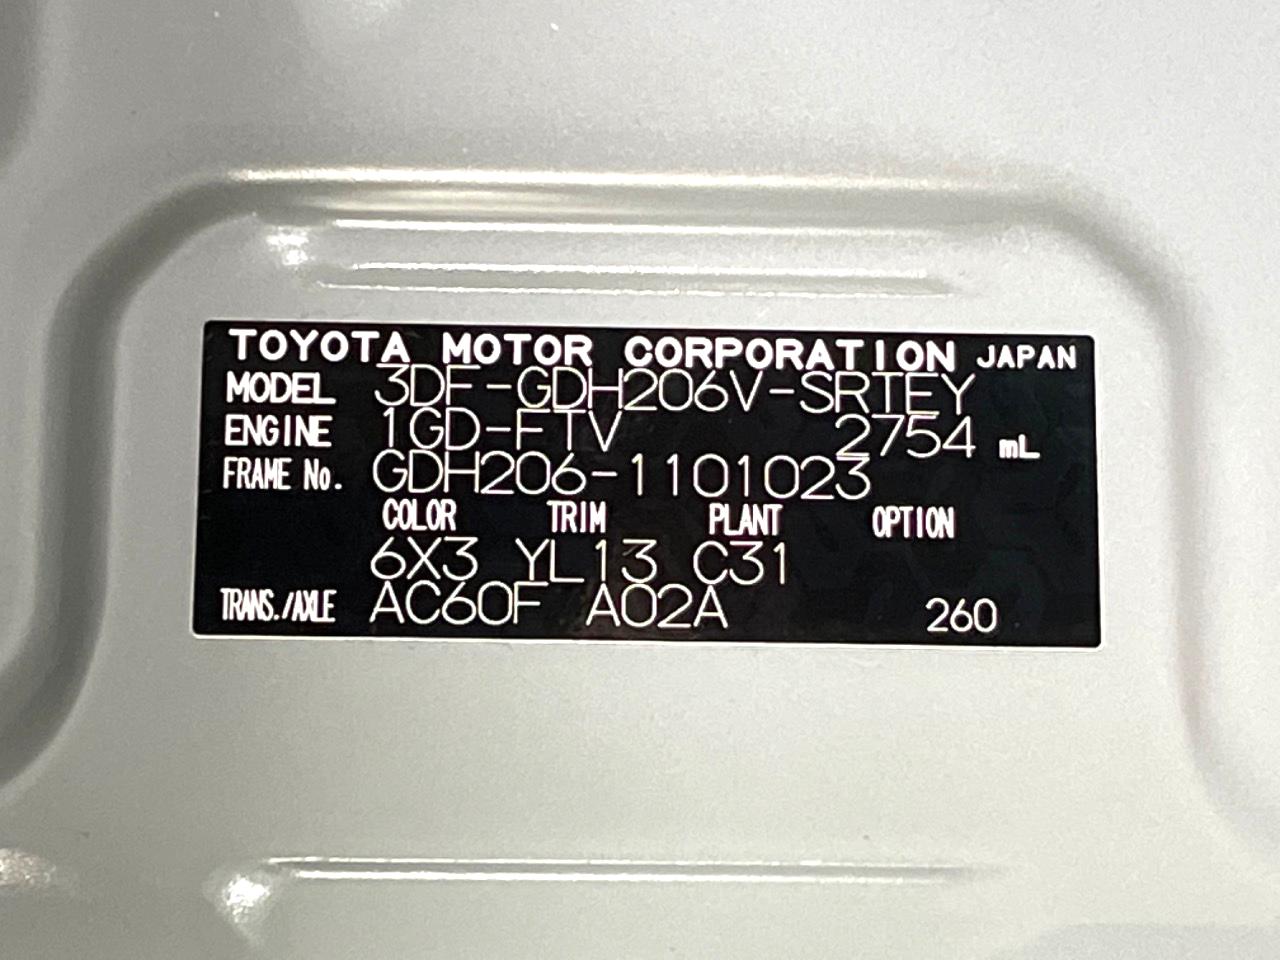 TOYOTA MOTOR CORPORATION JAPAN
MODEL 3DF-GDH206V-SRTEY
ENGINE 1GD-FTV 2754 mL
FRAME No. GDH206-1101023
COLOR TRIM PLANT OPTION
6X3 YL13 C31
TRANS./AXLE AC60F A02A 260